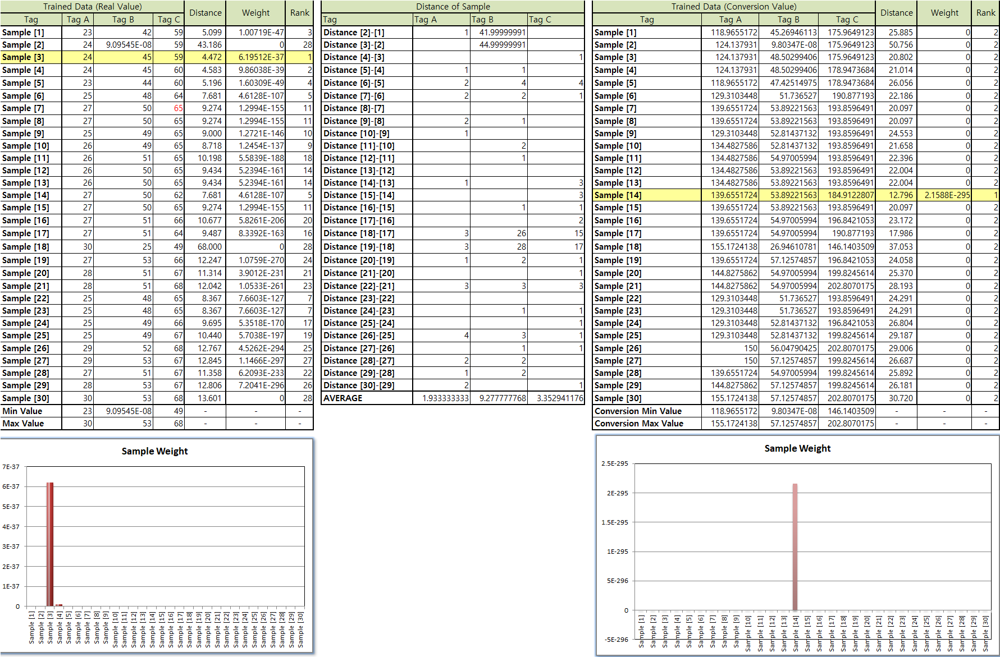 Trained Data (Real Value) Distance Weight Rank
Tag Tag A Tag B Tag C
Sample [1] 23 42 59 5.099 1.00719E-47 3
Sample [2] 24 9.09545E-08 59 43.186 0 28
Sample [3] 24 45 59 4.472 6.19512E-37 1
Sample [4] 24 45 60 4.583 9.86038E-39 2
Sample [5] 23 44 60 5.196 1.60309E-49 4
Sample [6] 25 48 64 7.681 4.6128E-107 5
Sample [7] 27 50 65 9.274 1.2994E-155 11
Sample [8] 27 50 65 9.274 1.2994E-155 11
Sample [9] 25 49 65 9.000 1.2721E-146 10
Sample [10] 26 49 65 8.718 1.2454E-137 9
Sample [11] 26 51 65 10.198 5.5839E-188 18
Sample [12] 26 50 65 9.434 5.2394E-161 14
Sample [13] 26 50 65 9.434 5.2394E-161 14
Sample [14] 27 50 62 7.681 4.6128E-107 5
Sample [15] 27 50 65 9.274 1.2994E-155 11
Sample [16] 27 51 66 10.677 5.8261E-206 20
Sample [17] 27 51 64 9.487 8.3392E-163 16
Sample [18] 30 25 49 68.000 0 28
Sample [19] 27 53 66 12.247 1.0759E-270 24
Sample [20] 28 51 67 11.314 3.9012E-231 21
Sample [21] 28 51 68 12.042 1.0533E-261 23
Sample [22] 25 48 65 8.367 7.6603E-127 7
Sample [23] 25 48 65 8.367 7.6603E-127 7
Sample [24] 25 49 66 9.695 5.3518E-170 17
Sample [25] 25 49 67 10.440 5.7038E-197 19
Sample [26] 29 52 68 12.767 4.5262E-294 25
Sample [27] 29 53 67 12.845 1.1466E-297 27
Sample [28] 27 51 67 11.358 6.2093E-233 22
Sample [29] 28 53 67 12.806 7.2041E-296 26
Sample [30] 30 53 68 13.601 0 28
Min Value 23 9.09545E-08 49 - - -
Max Value 30 53 68 - - -
Distance of Sample
Tag Tag A Tag B Tag C
Distance [2]-[1] 1 41.99999991
Distance [3]-[2] 44.99999991
Distance [4]-[3] 1
Distance [5]-[4] 1 1
Distance [6]-[5] 2 4 4
Distance [7]-[6] 2 2 1
Distance [8]-[7]
Distance [9]-[8] 2 1
Distance [10]-[9] 1
Distance [11]-[10] 2
Distance [12]-[11] 1
Distance [13]-[12]
Distance [14]-[13] 1 3
Distance [15]-[14] 3
Distance [16]-[15] 1 1
Distance [17]-[16] 2
Distance [18]-[17] 3 26 15
Distance [19]-[18] 3 28 17
Distance [20]-[19] 1 2 1
Distance [21]-[20] 1
Distance [22]-[21] 3 3 3
Distance [23]-[22]
Distance [24]-[23] 1 1
Distance [25]-[24] 1
Distance [26]-[25] 4 3 1
Distance [27]-[26] 1 1
Distance [28]-[27] 2 2
Distance [29]-[28] 1 2
Distance [30]-[29] 2 1
AVERAGE 1.933333333 9.277777768 3.352941176
Trained Data (Conversion Value) Distance Weight Rank
Tag Tag A Tag B Tag C
Sample [1] 118.9655172 45.26946113 175.9649123 25.885 0 2
Sample [2] 124.137931 9.80347E-08 175.9649123 50.756 0 2
Sample [3] 124.137931 48.50299406 175.9649123 20.802 0 2
Sample [4] 124.137931 48.50299406 178.9473684 21.014 0 2
Sample [5] 118.9655172 47.42514975 178.9473684 26.056 0 2
Sample [6] 129.3103448 51.736527 190.877193 22.186 0 2
Sample [7] 139.6551724 53.89221563 193.8596491 20.097 0 2
Sample [8] 139.6551724 53.89221563 193.8596491 20.097 0 2
Sample [9] 129.3103448 52.81437132 193.8596491 24.553 0 2
Sample [10] 134.4827586 52.81437132 193.8596491 21.658 0 2
Sample [11] 134.4827586 54.97005994 193.8596491 22.396 0 2
Sample [12] 134.4827586 53.89221563 193.8596491 22.004 0 2
Sample [13] 134.4827586 53.89221563 193.8596491 22.004 0 2
Sample [14] 139.6551724 53.89221563 184.9122807 12.796 2.1588E-295 1
Sample [15] 139.6551724 53.89221563 193.8596491 20.097 0 2
Sample [16] 139.6551724 54.97005994 196.8421053 23.172 0 2
Sample [17] 139.6551724 54.97005994 190.877193 17.986 0 2
Sample [18] 155.1724138 26.94610781 146.1403509 37.053 0 2
Sample [19] 139.6551724 57.12574857 196.8421053 24.058 0 2
Sample [20] 144.8275862 54.97005994 199.8245614 25.370 0 2
Sample [21] 144.8275862 54.97005994 202.8070175 28.193 0 2
Sample [22] 129.3103448 51.736527 193.8596491 24.291 0 2
Sample [23] 129.3103448 51.736527 193.8596491 24.291 0 2
Sample [24] 129.3103448 52.81437132 196.8421053 26.804 0 2
Sample [25] 129.3103448 52.81437132 199.8245614 29.187 0 2
Sample [26] 150 56.04790425 202.8070175 29.006 0 2
Sample [27] 150 57.12574857 199.8245614 26.687 0 2
Sample [28] 139.6551724 54.97005994 199.8245614 25.892 0 2
Sample [29] 144.8275862 57.12574857 199.8245614 26.181 0 2
Sample [30] 155.1724138 57.12574857 202.8070175 30.720 0 2
Conversion Min Value 118.9655172 9.80347E-08 146.1403509 - - -
Conversion Max Value 155.1724138 57.12574857 202.8070175 - - -
Sample Weight
7E-37
6E-37
5E-37
4E-37
3E-37
2E-37
1E-37
0
Sample [1] Sample [2] Sample [3] Sample [4] Sample [5] Sample [6] Sample [7] Sample [8] Sample [9] Sample [10] Sample [11] Sample [12] Sample [13] Sample [14] Sample [15] Sample [16] Sample [17] Sample [18] Sample [19] Sample [20] Sample [21] Sample [22] Sample [23] Sample [24] Sample [25] Sample [26] Sample [27] Sample [28] Sample [29] Sample [30]
Sample Weight
2.5E-295
2E-295
1.5E-295
1E-295
5E-296
0
-5E-296
Sample [1] Sample [2] Sample [3] Sample [4] Sample [5] Sample [6] Sample [7] Sample [8] Sample [9] Sample [10] Sample [11] Sample [12] Sample [13] Sample [14] Sample [15] Sample [16] Sample [17] Sample [18] Sample [19] Sample [20] Sample [21] Sample [22] Sample [23] Sample [24] Sample [25] Sample [26] Sample [27] Sample [28] Sample [29] Sample [30]